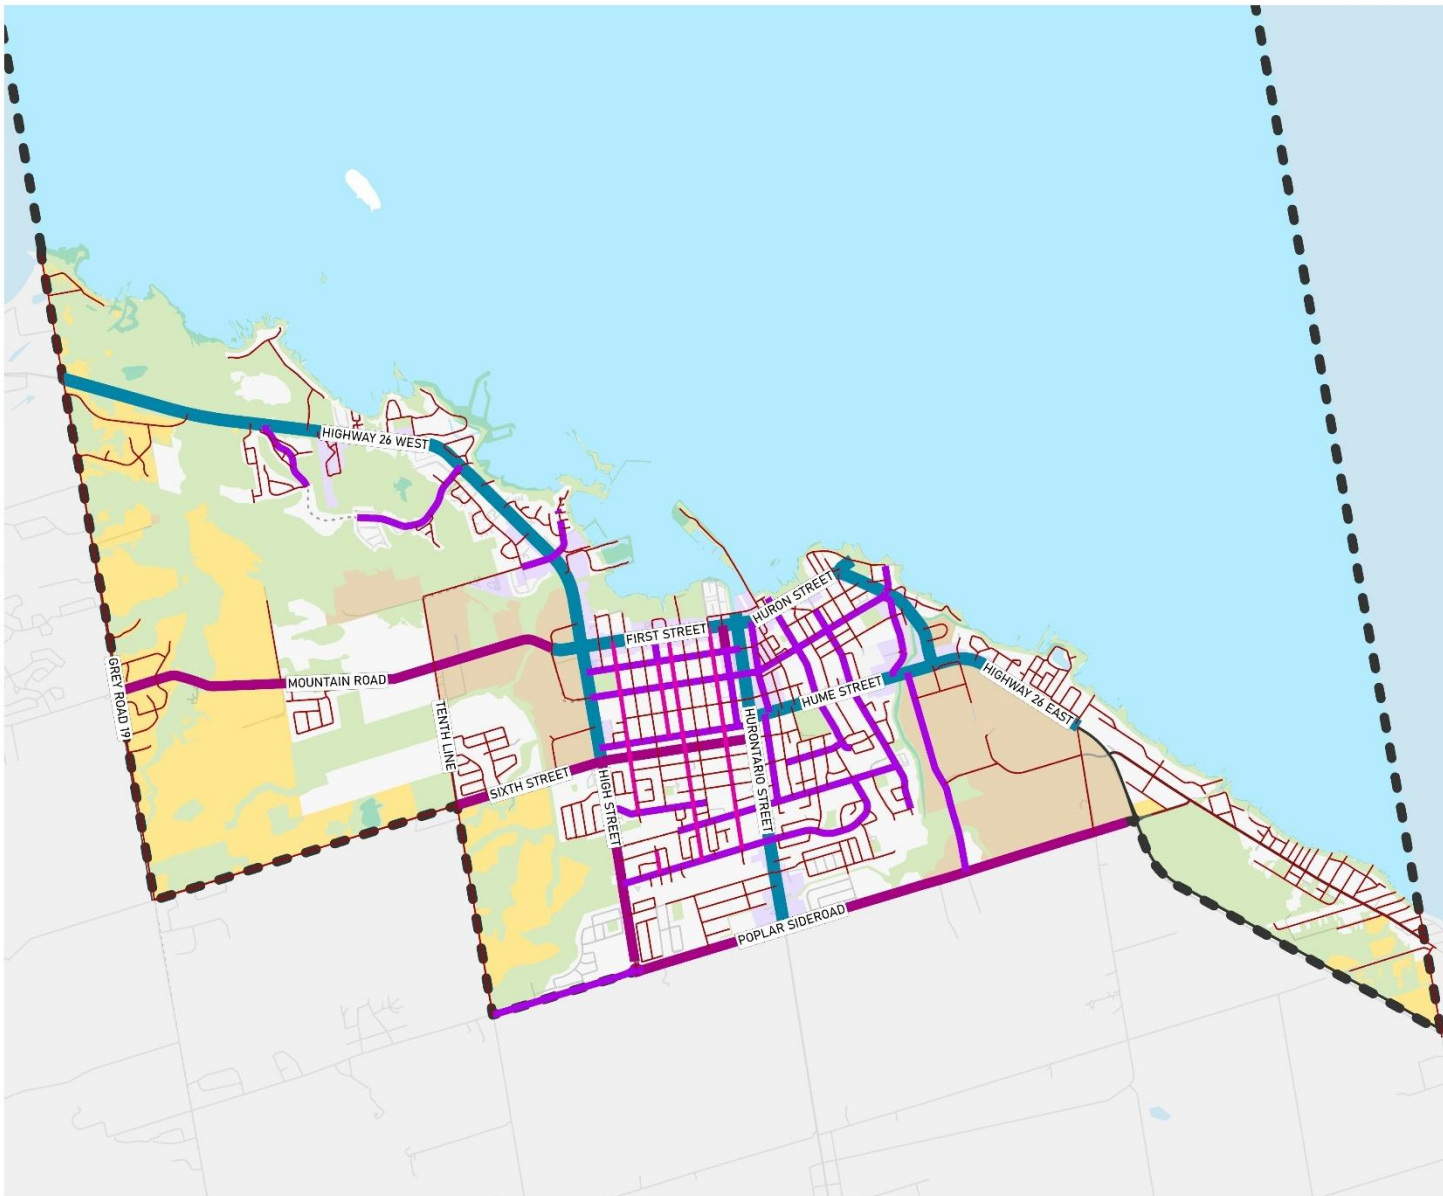 HIGHWAY 26 WEST
HURON STREET
FIRST STREET
GREY ROAD 19
MOUNTAIN ROAD
HUME STREET
HIGHWAY 26 EAST
TENTH LINE
HURONTARIO STREET
SIXTH STREET
HIGH STREET
POPLAR SIDEROAD